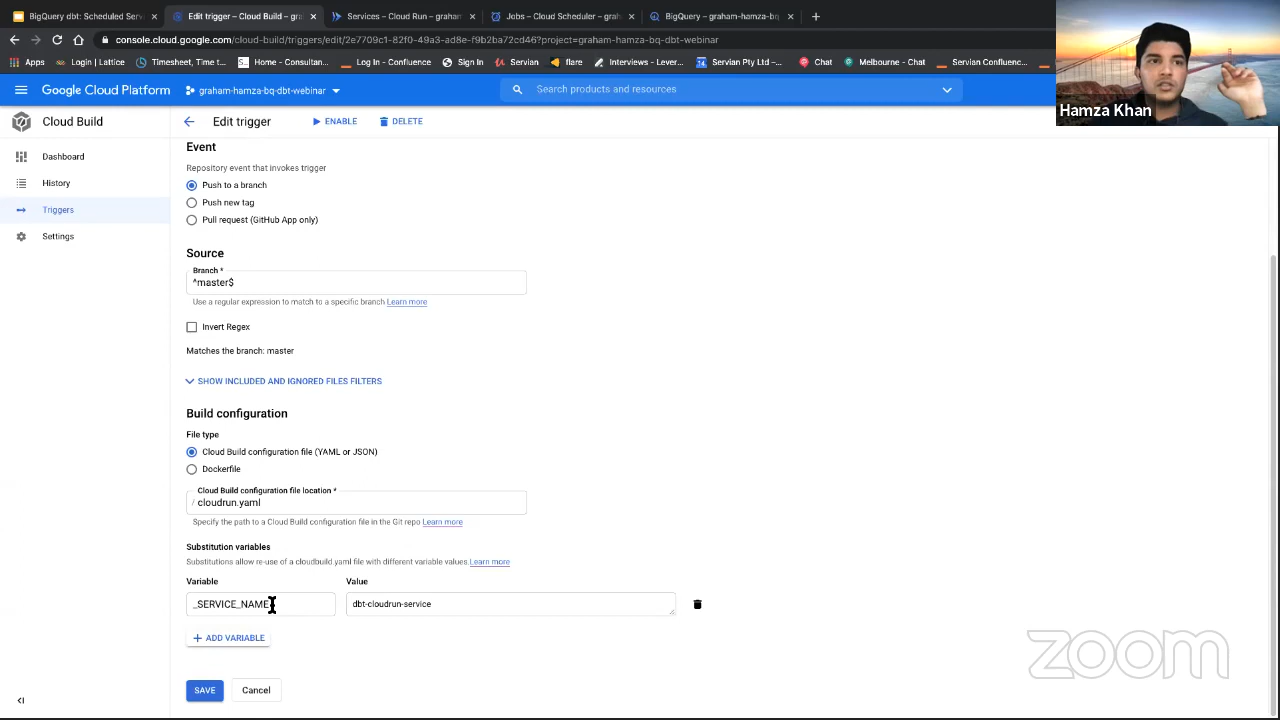 BigQuery dbt: Scheduled Serv
Edit trigger – Cloud Build – gra
Services – Cloud Run – graham
Jobs – Cloud Scheduler – graha
BigQuery – graham-hamza-bq
console.cloud.google.com/cloud-build/triggers/edit/2e7709c1-82f0-49a3-ad8e-f9b2ba72cd46?project=graham-hamza-bq-dbt-webinar
Apps
Login : Lattice
Timesheet, Time t...
Home - Consultan...
Log In - Confluence
Skip
Servian
flare
Interviews - Lever...
Servian Pty Ltd -...
Chat
Melbourne - Chat
Servian Confluenc...
Google Cloud Platform
graham-hamza-bq-dbt-webinar
Search products and resources
Hamza Khan
Cloud Build
Edit trigger
ENABLE
DELETE
Dashboard
History
Triggers
Settings
Event
Repository event that invokes trigger
Push to a branch
Push new tag
Pull request (GitHub App only)
Source
Branch *
^master$
Use a regular expression to match to a specific branch Learn more
Invert Regex
Matches the branch: master
SHOW INCLUDED AND IGNORED FILES FILTERS
Build configuration
File type
Cloud Build configuration file (YAML or JSON)
Dockerfile
Cloud Build configuration file location *
/ cloudrun.yaml
Specify the path to a Cloud Build configuration file in the Git repo Learn more
Substitution variables
Substitutions allow re-use of a cloudbuild.yaml file with different variable values.Learn more
Variable
Value
_SERVICE_NAME
dbt-cloudrun-service
+ ADD VARIABLE
SAVE
Cancel
zoom